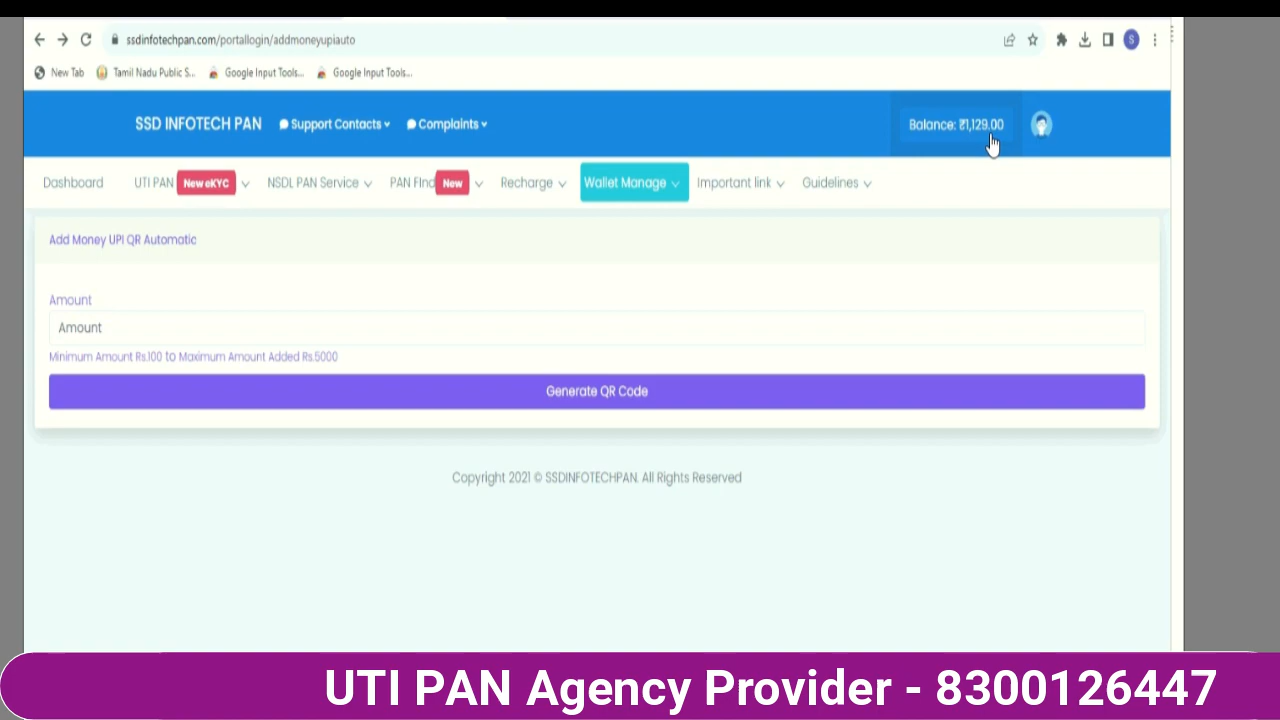 ssdinfotechpan.com/portallogin/addmoneyupiauto
S
New Tab Tamil Nadu Public S... Google Input Tools... Google Input Tools...
SSD INFOTECH PAN Support Contacts Complaints Balance: ₹1,129.00
Dashboard UTI PAN New eKYC NSDL PAN Service PAN FInd New Recharge Wallet Manage Important link Guidelines
Add Money UPI QR Automatic
Amount
Amount
Minimum Amount Rs.100 to Maximum Amount Added Rs.5000
Generate QR Code
Copyright 2021 © SSDINFOTECHPAN. All Rights Reserved
UTI PAN Agency Provider - 8300126447